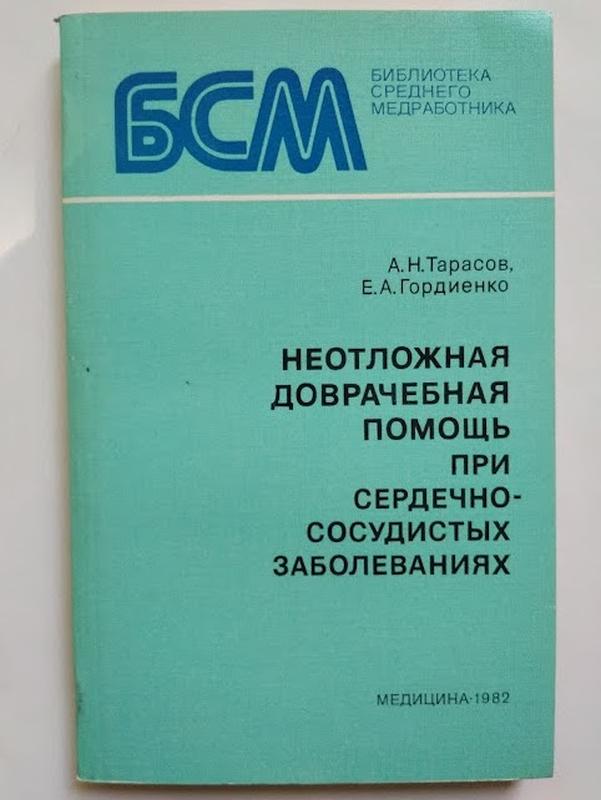 БСМ
БИБЛИОТЕКА
СРЕДНЕГО
МЕДРАБОТНИКА
А.Н.Тарасов,
Е.А.Гордиенко
НЕОТЛОЖНАЯ
ДОВРАЧЕБНАЯ
ПОМОЩЬ
ПРИ
СЕРДЕЧНО-
СОСУДИСТЫХ
ЗАБОЛЕВАНИЯХ
МЕДИЦИНА·1982